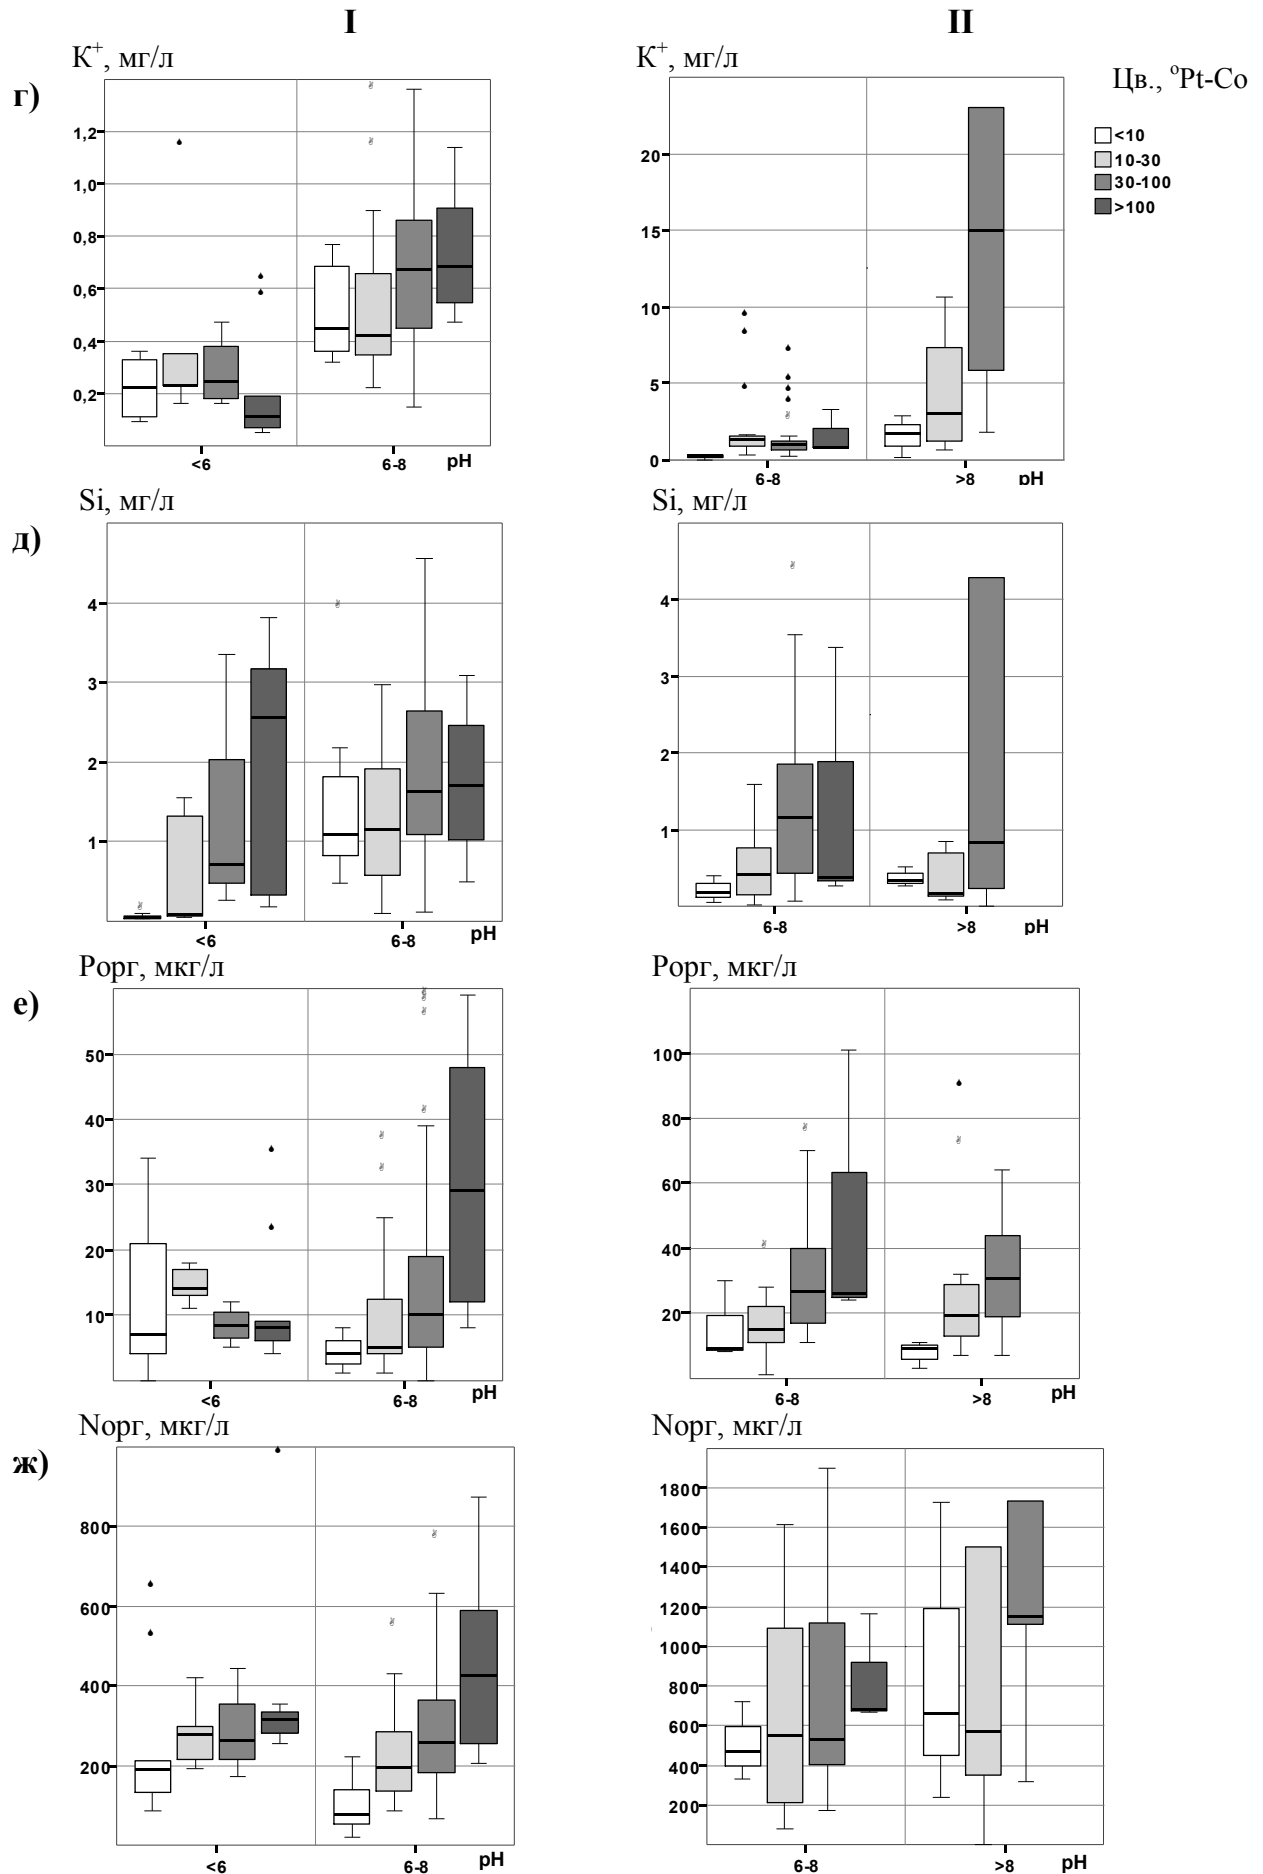 I
II
K⁺, мг/л
K⁺, мг/л
Цв., ᵒPt-Co
г)
<10
10-30
30-100
>100
1,2
1,0
0,8
0,6
0,4
0,2
<6
6-8
pH
20
15
10
5
0
6-8
>8
pH
Si, мг/л
Si, мг/л
д)
4
3
2
1
<6
6-8
pH
4
3
2
1
6-8
>8
pH
Pорг, мкг/л
Pорг, мкг/л
е)
50
40
30
20
10
<6
6-8
pH
100
80
60
40
20
6-8
>8
pH
Nорг, мкг/л
Nорг, мкг/л
ж)
800
600
400
200
<6
6-8
pH
1800
1600
1400
1200
1000
800
600
400
200
6-8
>8
pH